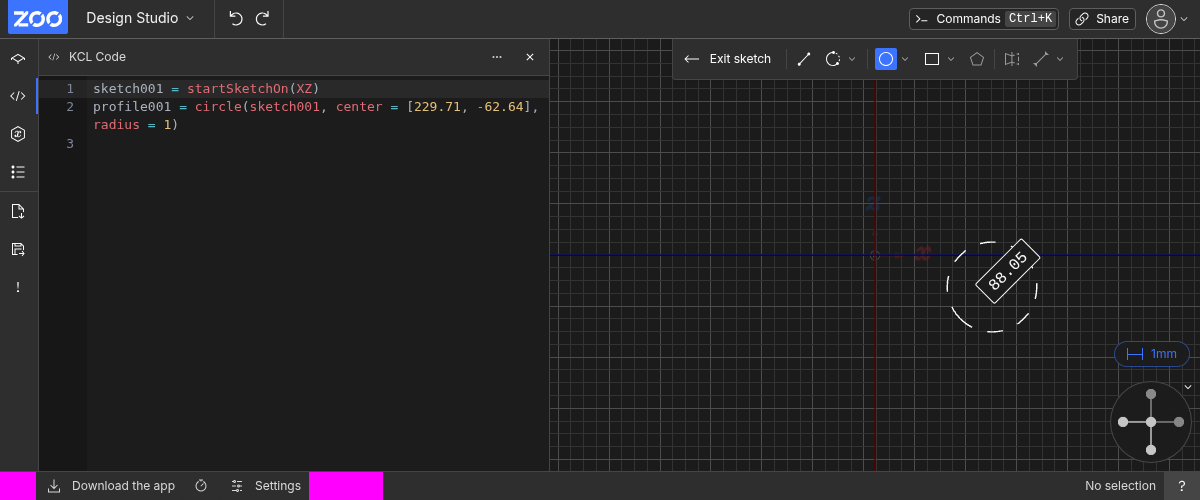 ZOO
Design Studio
Commands Ctrl+K
Share
KCL Code
Exit sketch
1 sketch001 = startSketchOn(XZ)
2 profile001 = circle(sketch001, center = [229.71, -62.64],
radius = 1)
3
88.05
1mm
Download the app
Settings
No selection
?